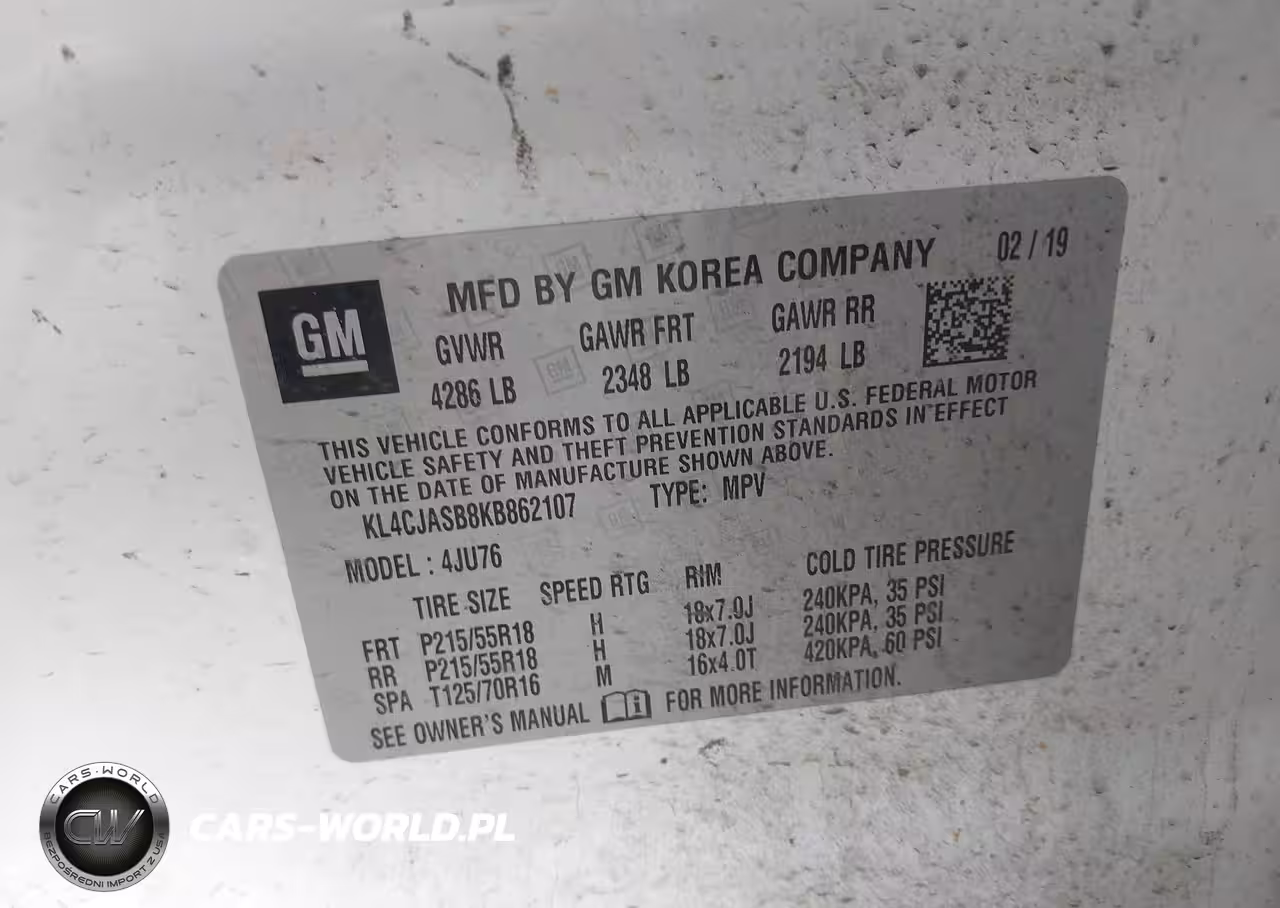 MFD BY GM KOREA COMPANY 02 / 19
GM
GVWR GAWR FRT GAWR RR
4286 LB 2348 LB 2194 LB
THIS VEHICLE CONFORMS TO ALL APPLICABLE U.S. FEDERAL MOTOR
VEHICLE SAFETY AND THEFT PREVENTION STANDARDS IN EFFECT
ON THE DATE OF MANUFACTURE SHOWN ABOVE.
KL4CJASB8KB862107 TYPE: MPV
MODEL : 4JU76
TIRE SIZE SPEED RTG RIM COLD TIRE PRESSURE
FRT P215/55R18 H 18x7.0J 240KPA, 35 PSI
RR P215/55R18 H 18x7.0J 240KPA, 35 PSI
SPA T125/70R16 M 16x4.0T 420KPA, 60 PSI
SEE OWNER'S MANUAL i FOR MORE INFORMATION.
CARS-WORLD
CW
BEZPOŚREDNI IMPORT Z USA
CARS-WORLD.PL